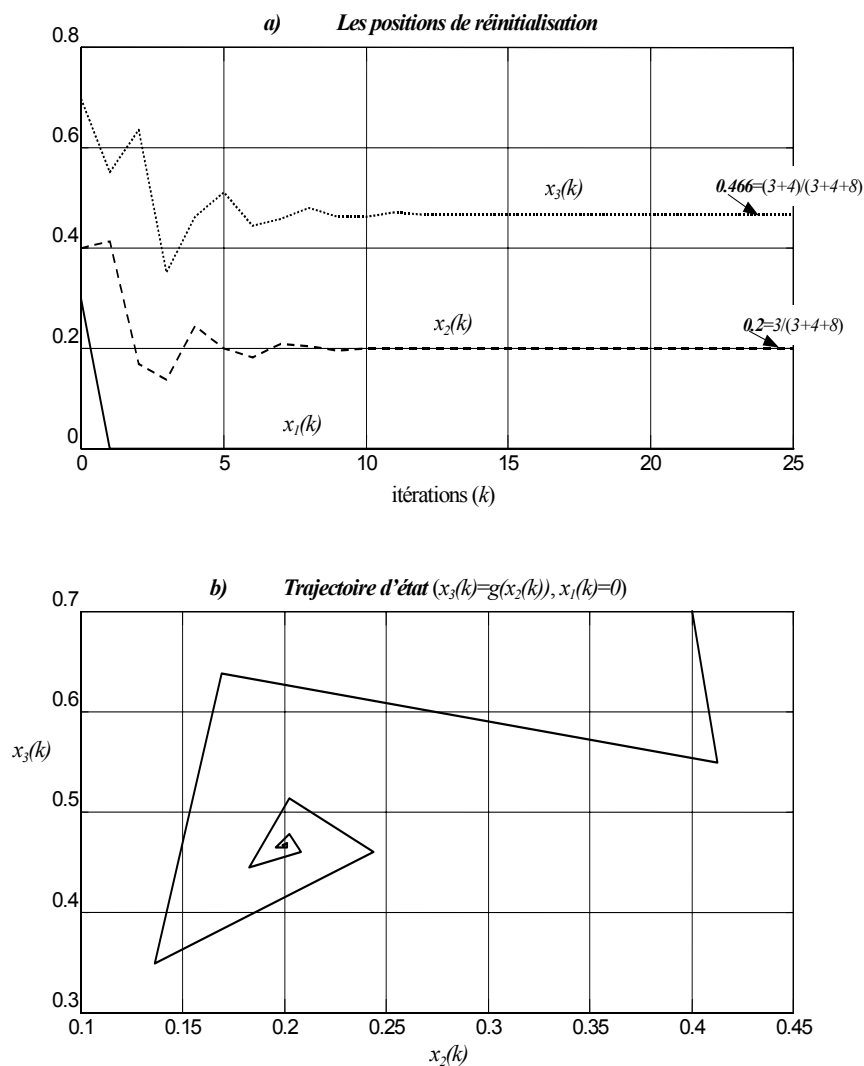 a) Les positions de réinitialisation
0.8
0.6
0.4
0.2
0
x3(k)
0.466=(3+4)/(3+4+8)
x2(k)
0.2=3/(3+4+8)
x1(k)
0 5 10 15 20 25
itérations (k)
b) Trajectoire d'état (x3(k)=g(x2(k)), x1(k)=0)
0.7
0.6
x3(k)
0.5
0.4
0.3
0.1 0.15 0.2 0.25 0.3 0.35 0.4 0.45
x2(k)